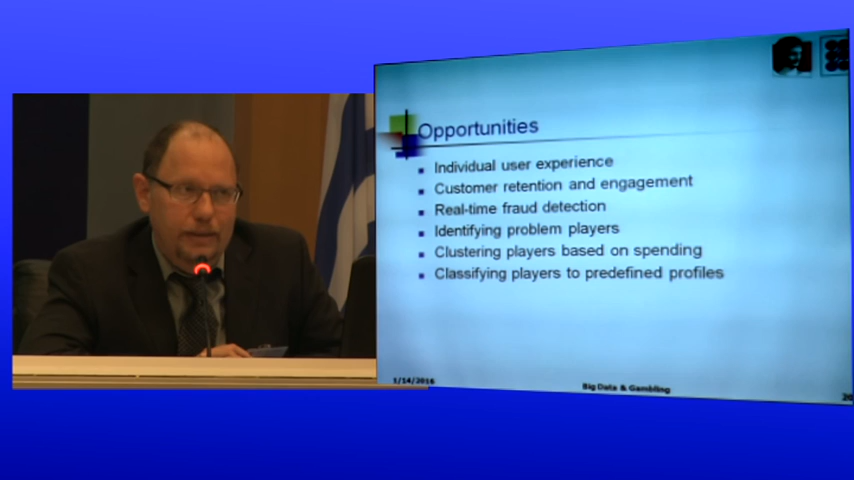 Opportunities
Individual user experience
Customer retention and engagement
Real-time fraud detection
Identifying problem players
Clustering players based on spending
Classifying players to predefined profiles
1/14/2016
Big Data & Gambling
20